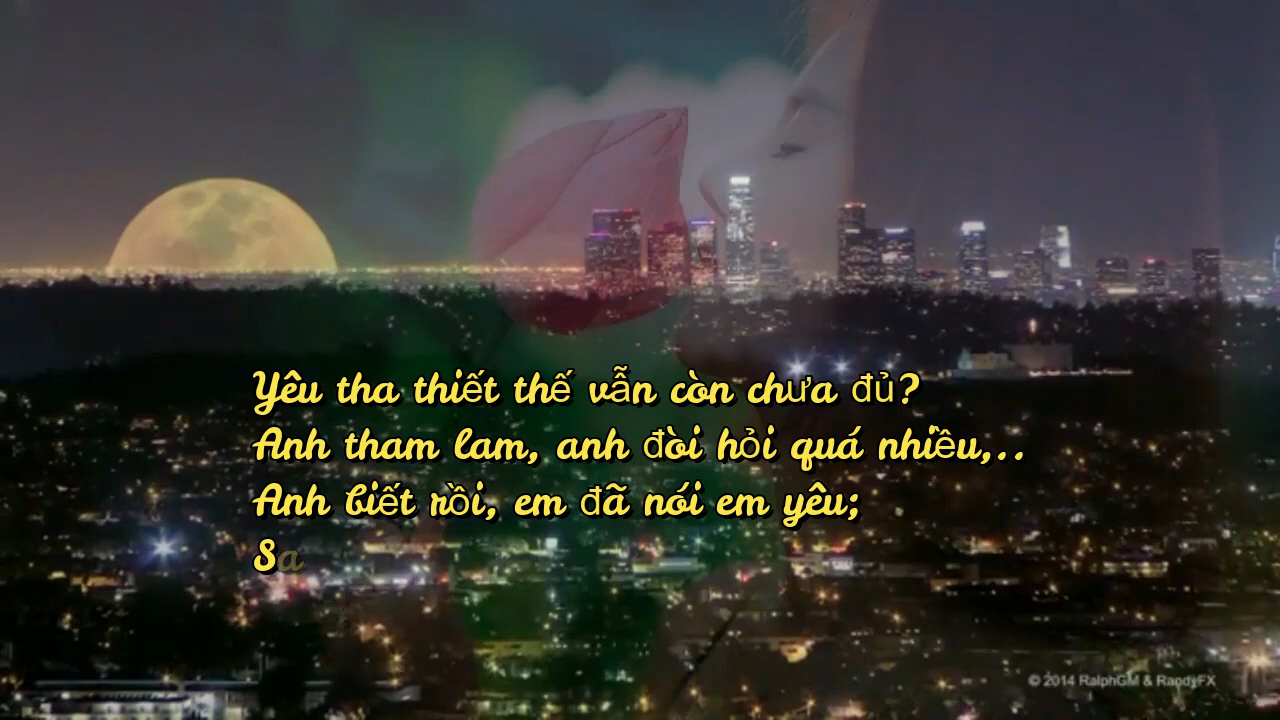 Yêu tha thiết thế vẫn còn chưa đủ?
Anh tham lam, anh đòi hỏi quá nhiều,..
Anh biết rồi, em đã nói em yêu;
Sa
© 2014 RalphGM & RandyFX